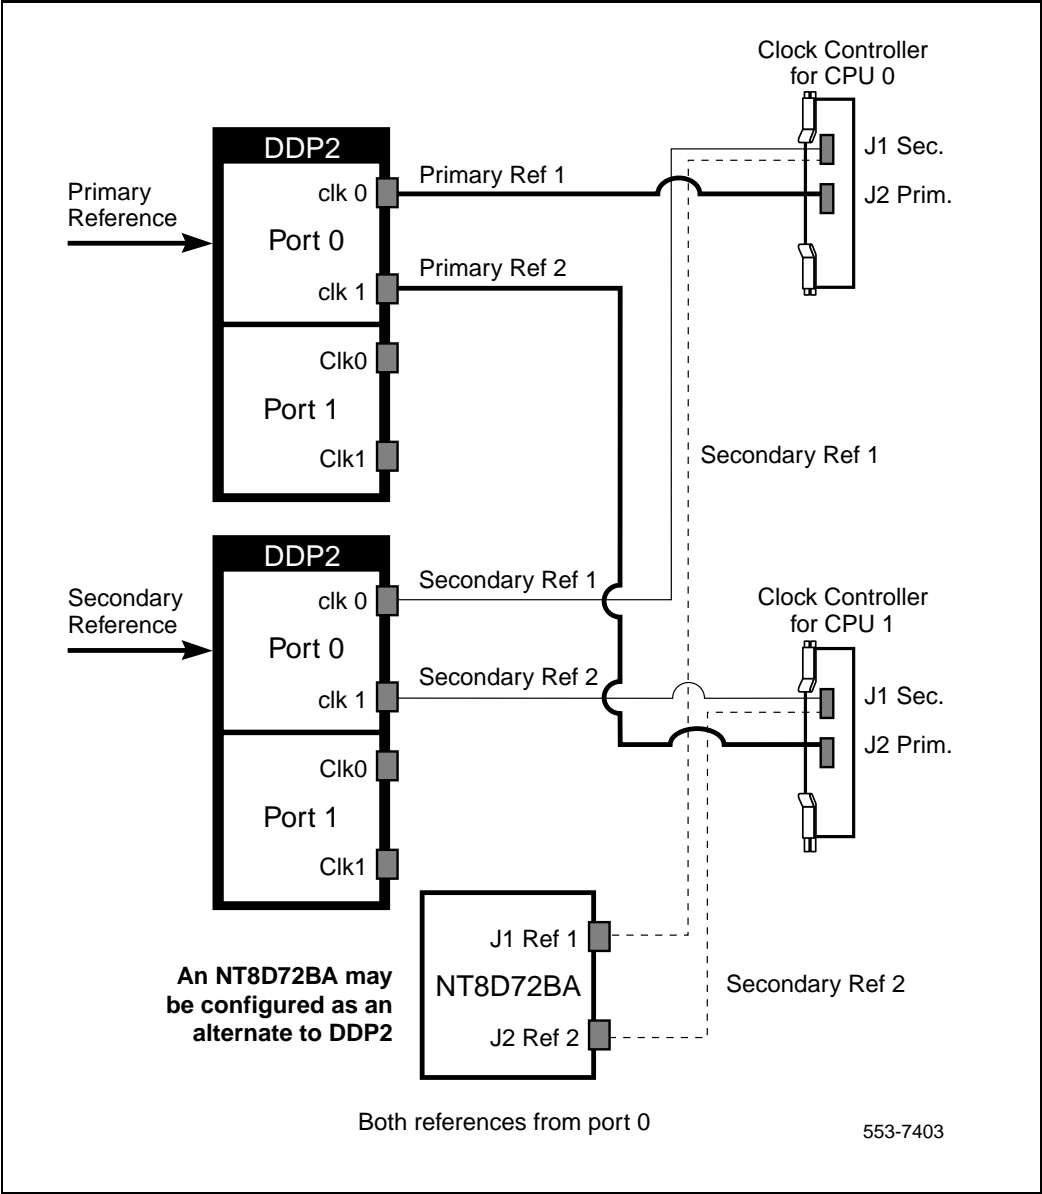 Clock Controller
for CPU 0
DDP2
J1 Sec.
Primary Ref 1
Primary
Reference
clk 0
J2 Prim.
Port 0
Primary Ref 2
clk 1
Clk0
Port 1
Clk1
Secondary Ref 1
DDP2
Secondary Ref 1
Secondary
Reference
clk 0
Clock Controller
for CPU 1
Port 0
Secondary Ref 2
clk 1
J1 Sec.
J2 Prim.
Clk0
Port 1
Clk1
J1 Ref 1
An NT8D72BA may
be configured as an
alternate to DDP2
NT8D72BA
Secondary Ref 2
J2 Ref 2
Both references from port 0
553-7403